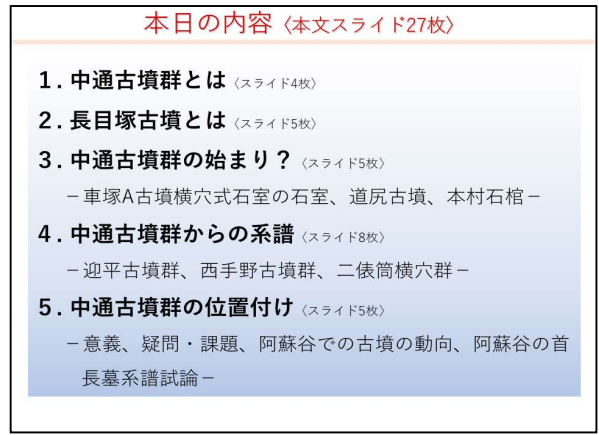 本日の内容〈本文スライド27枚〉
1．中通古墳群とは〈スライド4枚〉
2．長目塚古墳とは〈スライド5枚〉
3．中通古墳群の始まり？〈スライド5枚〉
－車塚A古墳横穴式石室の石室、道尻古墳、本村石棺－
4．中通古墳群からの系譜〈スライド8枚〉
－迎平古墳群、西手野古墳群、二俵筒横穴群－
5．中通古墳群の位置付け〈スライド5枚〉
－意義、疑問・課題、阿蘇谷での古墳の動向、阿蘇谷の首
長墓系譜試論－